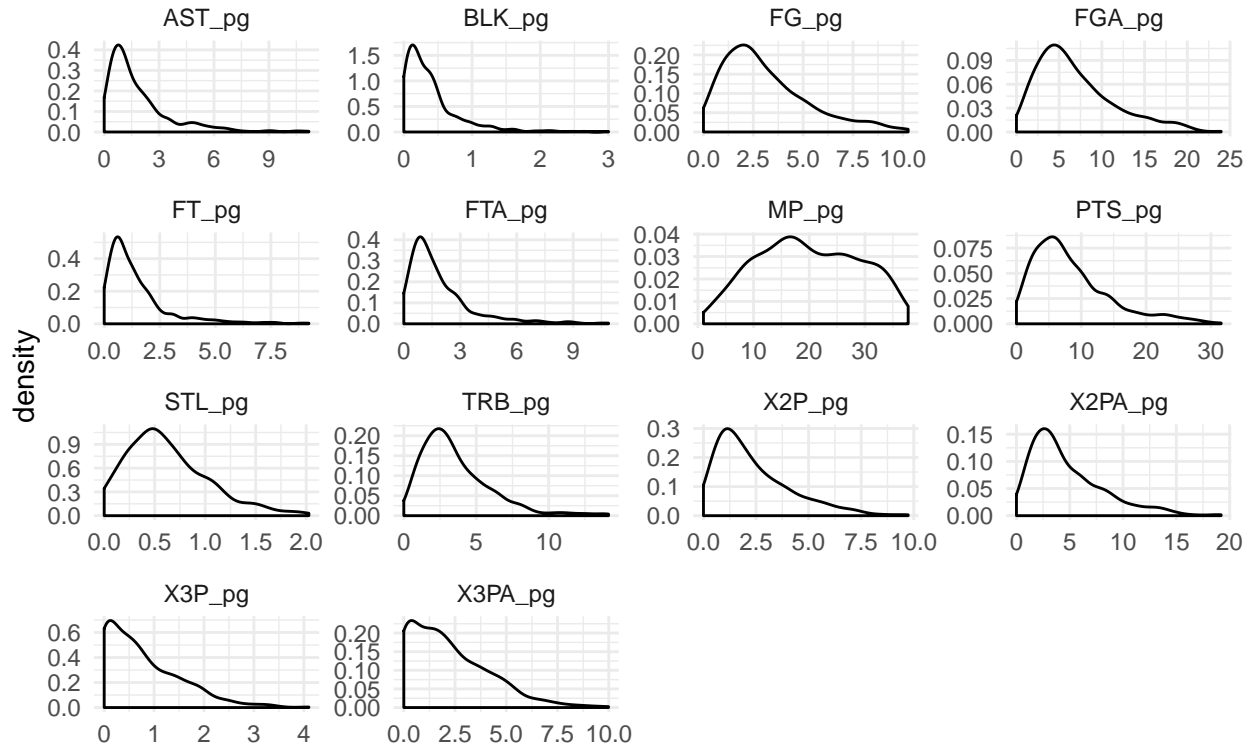 AST_pg BLK_pg FG_pg FGA_pg
0.4 1.5 0.20 0.09
0.3 1.0 0.15 0.06
0.2 0.5 0.10 0.03
0.1 0.0 0.05 0.00
0.0 0.00
0 3 6 9 0 1 2 3 0.0 2.5 5.0 7.5 10.0 0 5 10 15 20 25
FT_pg FTA_pg MP_pg PTS_pg
0.4 0.4 0.04 0.075
0.2 0.3 0.03 0.050
0.0 0.2 0.02 0.025
0.1 0.01 0.000
0.0 0.00
0.0 2.5 5.0 7.5 0 3 6 9 0 10 20 30 0 10 20 30
density
STL_pg TRB_pg X2P_pg X2PA_pg
0.9 0.20 0.3 0.15
0.6 0.15 0.2 0.10
0.3 0.10 0.1 0.05
0.0 0.05 0.0 0.00
0.00
0.0 0.5 1.0 1.5 2.0 0 5 10 0.0 2.5 5.0 7.5 10.0 0 5 10 15 20
X3P_pg X3PA_pg
0.6 0.20
0.4 0.15
0.2 0.10
0.0 0.05
0.00
0 1 2 3 4 0.0 2.5 5.0 7.5 10.0